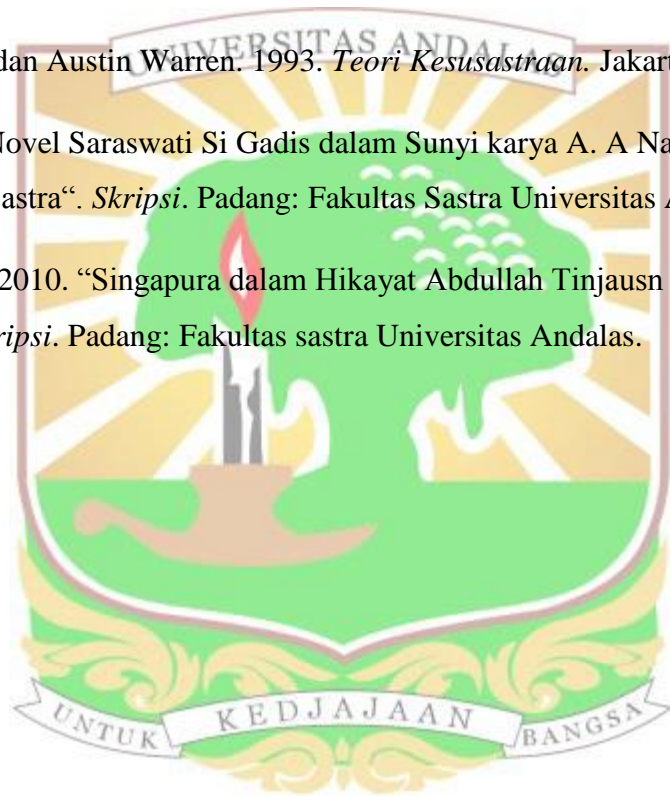 UNIVERSITAS ANDALAS
dan Austin Warren. 1993. Teori Kesusastraan. Jakart
Novel Saraswati Si Gadis dalam Sunyi karya A. A Na
astra“. Skripsi. Padang: Fakultas Sastra Universitas A
2010. “Singapura dalam Hikayat Abdullah Tinjausn
ripsi. Padang: Fakultas sastra Universitas Andalas.
UNTUK KEDJAJAAN BANGSA